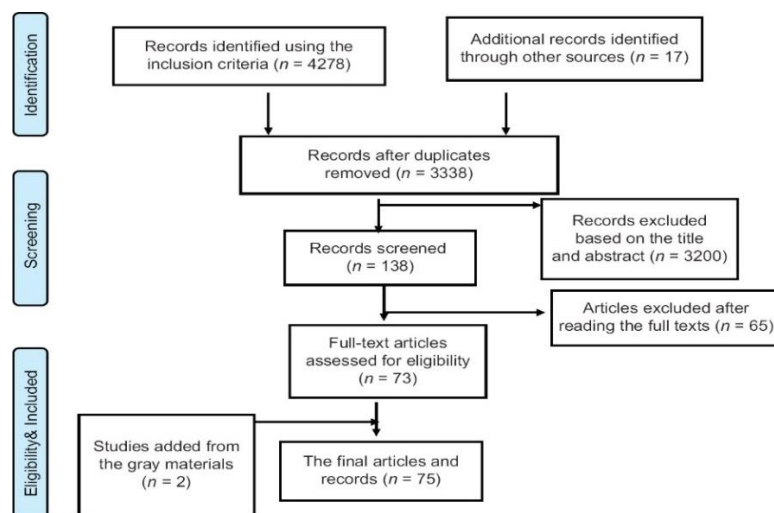 Identification
Records identified using the
inclusion criteria (n = 4278)
Additional records identified
through other sources (n = 17)
Records after duplicates
removed (n = 3338)
Screening
Records excluded
based on the title
and abstract (n = 3200)
Records screened
(n = 138)
Articles excluded after
reading the full texts (n = 65)
Full-text articles
assessed for eligibility
(n = 73)
Eligibility& Included
Studies added from
the gray materials
(n = 2)
The final articles and
records (n = 75)